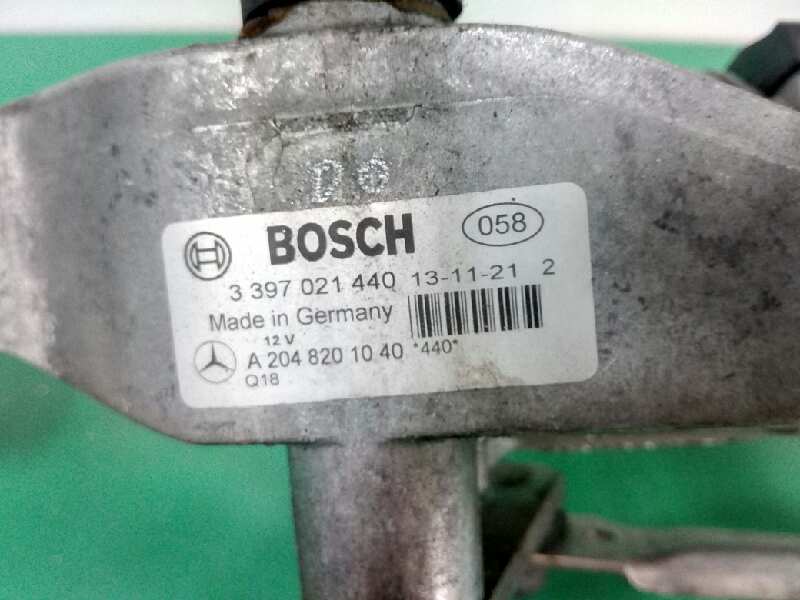 D6
BOSCH 058
3 397 021 440 13-11-21 2
Made in Germany
12 V
A 204 820 10 40 *440*
Q18